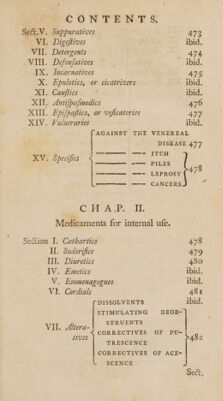 CONTENTS.
Sect. V. Suppuratives 473
VI. Digestives ibid.
VII. Detergents 474
VIII. Defensatives ibid.
IX. Incarnatives 475
X. Epulotics, or cicatrizers ibid.
XI. Caustics ibid.
XII. Antispasmodics 476
XIII. Epispastics, or vesicatories 477
XIV. Vulneraries ibid.
AGAINST THE VENEREAL
DISEASE 477
—— —— ITCH
XV. Specifics —— —— PILES
—— —— LEPROSY 478
—— —— CANCERS
CHAP. II.
Medicaments for internal use.
Section I. Cathartics 478
II. Sudorifics 479
III. Diuretics 480
IV. Emetics ibid.
V. Emmenagogues ibid.
VI. Cordials 481
DISSOLVENTS ibid.
STIMULATING DEOB-
STRUENTS
VII. Altera- CORRECTIVES OF PU-
tives TRESCENCE 482
CORRECTIVES OF ACE-
SCENCE
Sect.